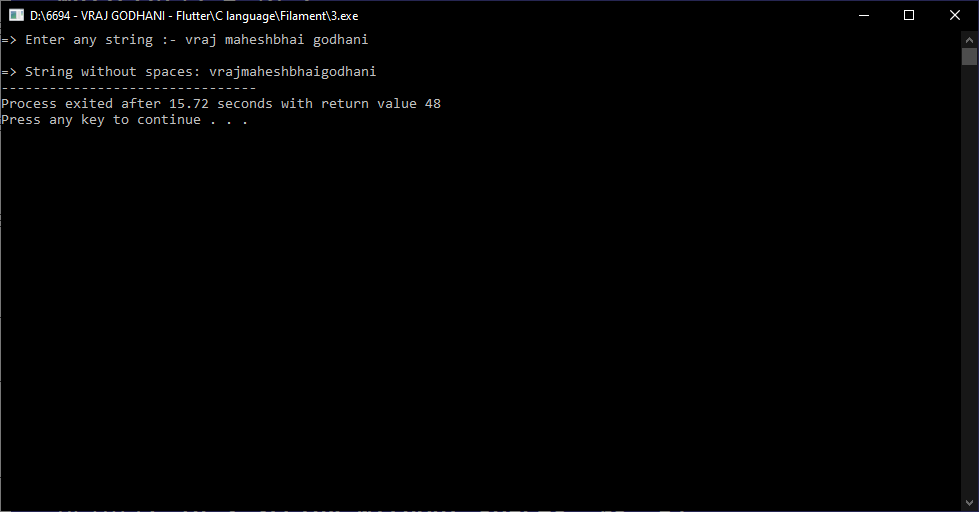 D:\6694 - VRAJ GODHANI - Flutter\C language\Filament\3.exe
=> Enter any string :- vraj maheshbhai godhani
=> String without spaces: vrajmaheshbhaigodhani
--------------------------------
Process exited after 15.72 seconds with return value 48
Press any key to continue . . .